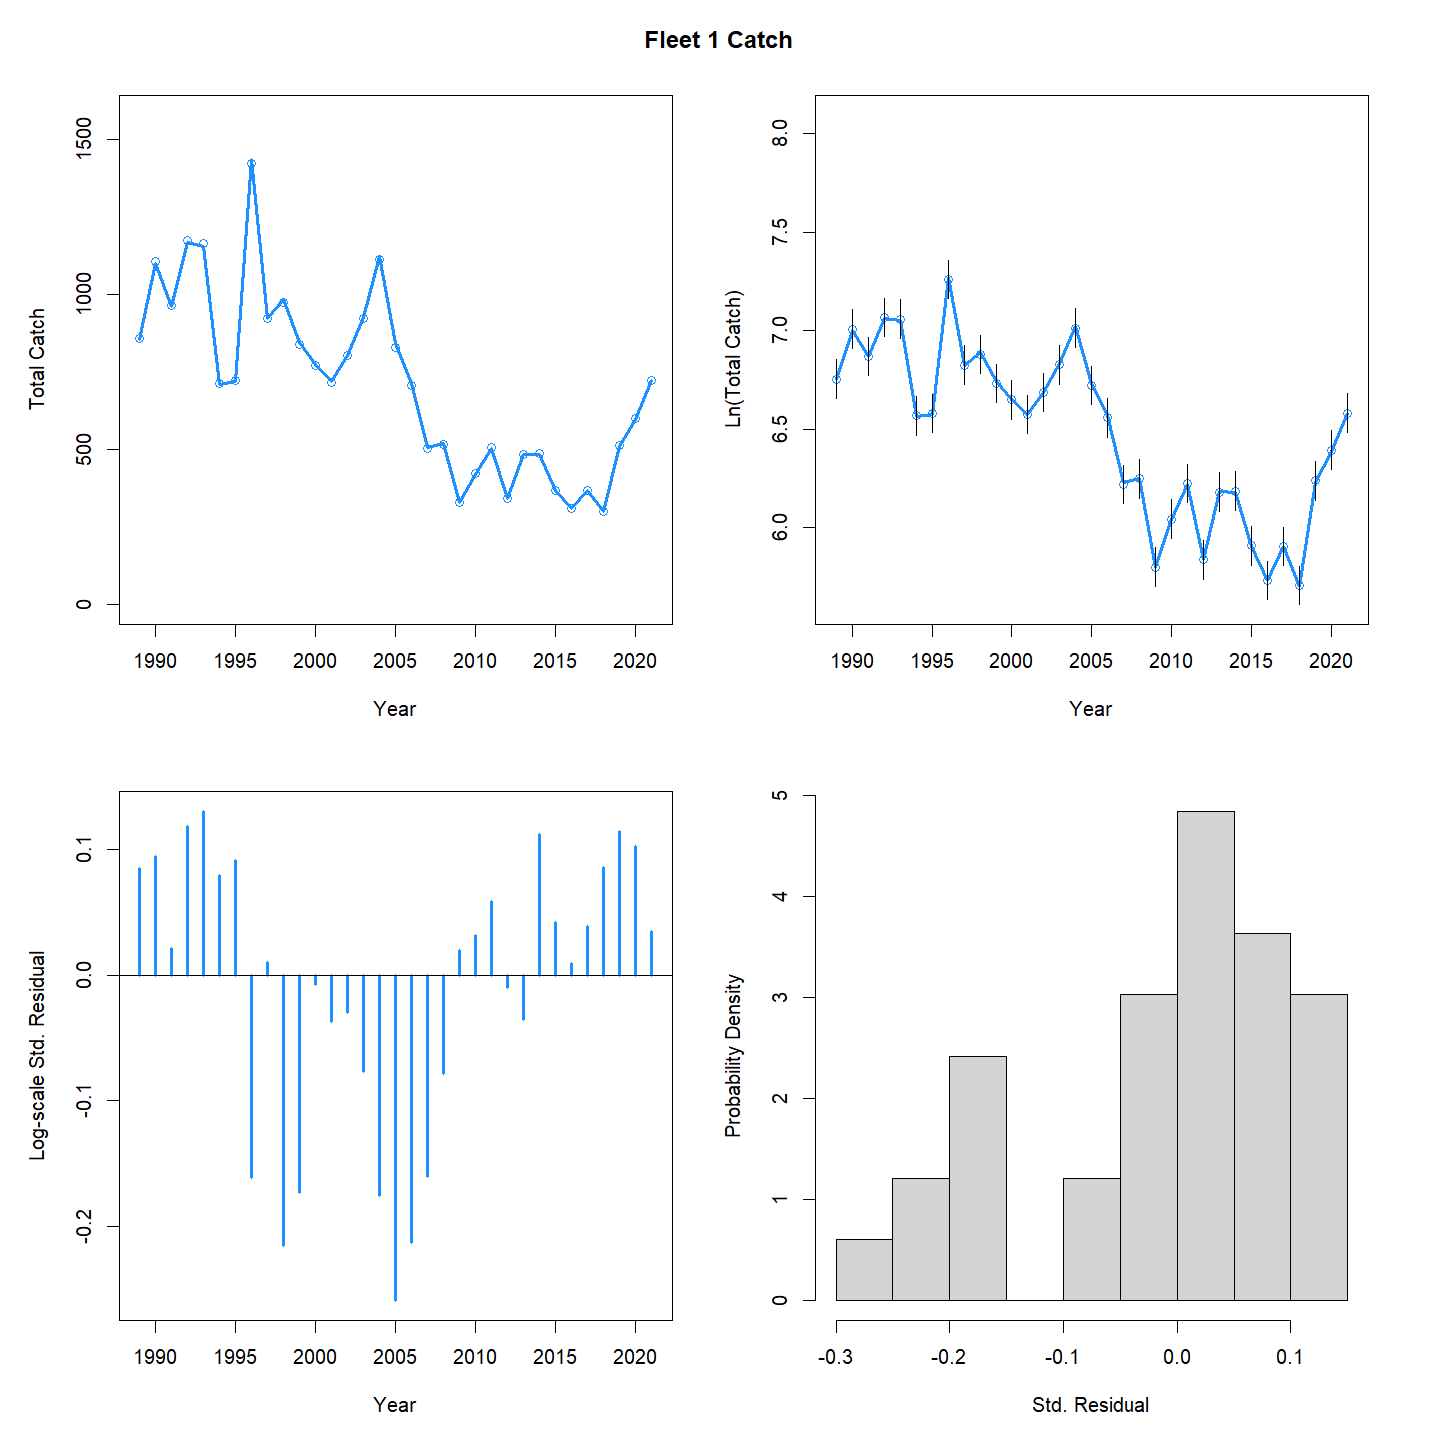 Fleet 1 Catch
Total Catch
1500
1000
500
0
1990 1995 2000 2005 2010 2015 2020
Year
Ln(Total Catch)
8.0
7.5
7.0
6.5
6.0
1990 1995 2000 2005 2010 2015 2020
Year
Log-scale Std. Residual
0.1
0.0
-0.1
-0.2
1990 1995 2000 2005 2010 2015 2020
Year
Probability Density
5
4
3
2
1
0
-0.3 -0.2 -0.1 0.0 0.1
Std. Residual